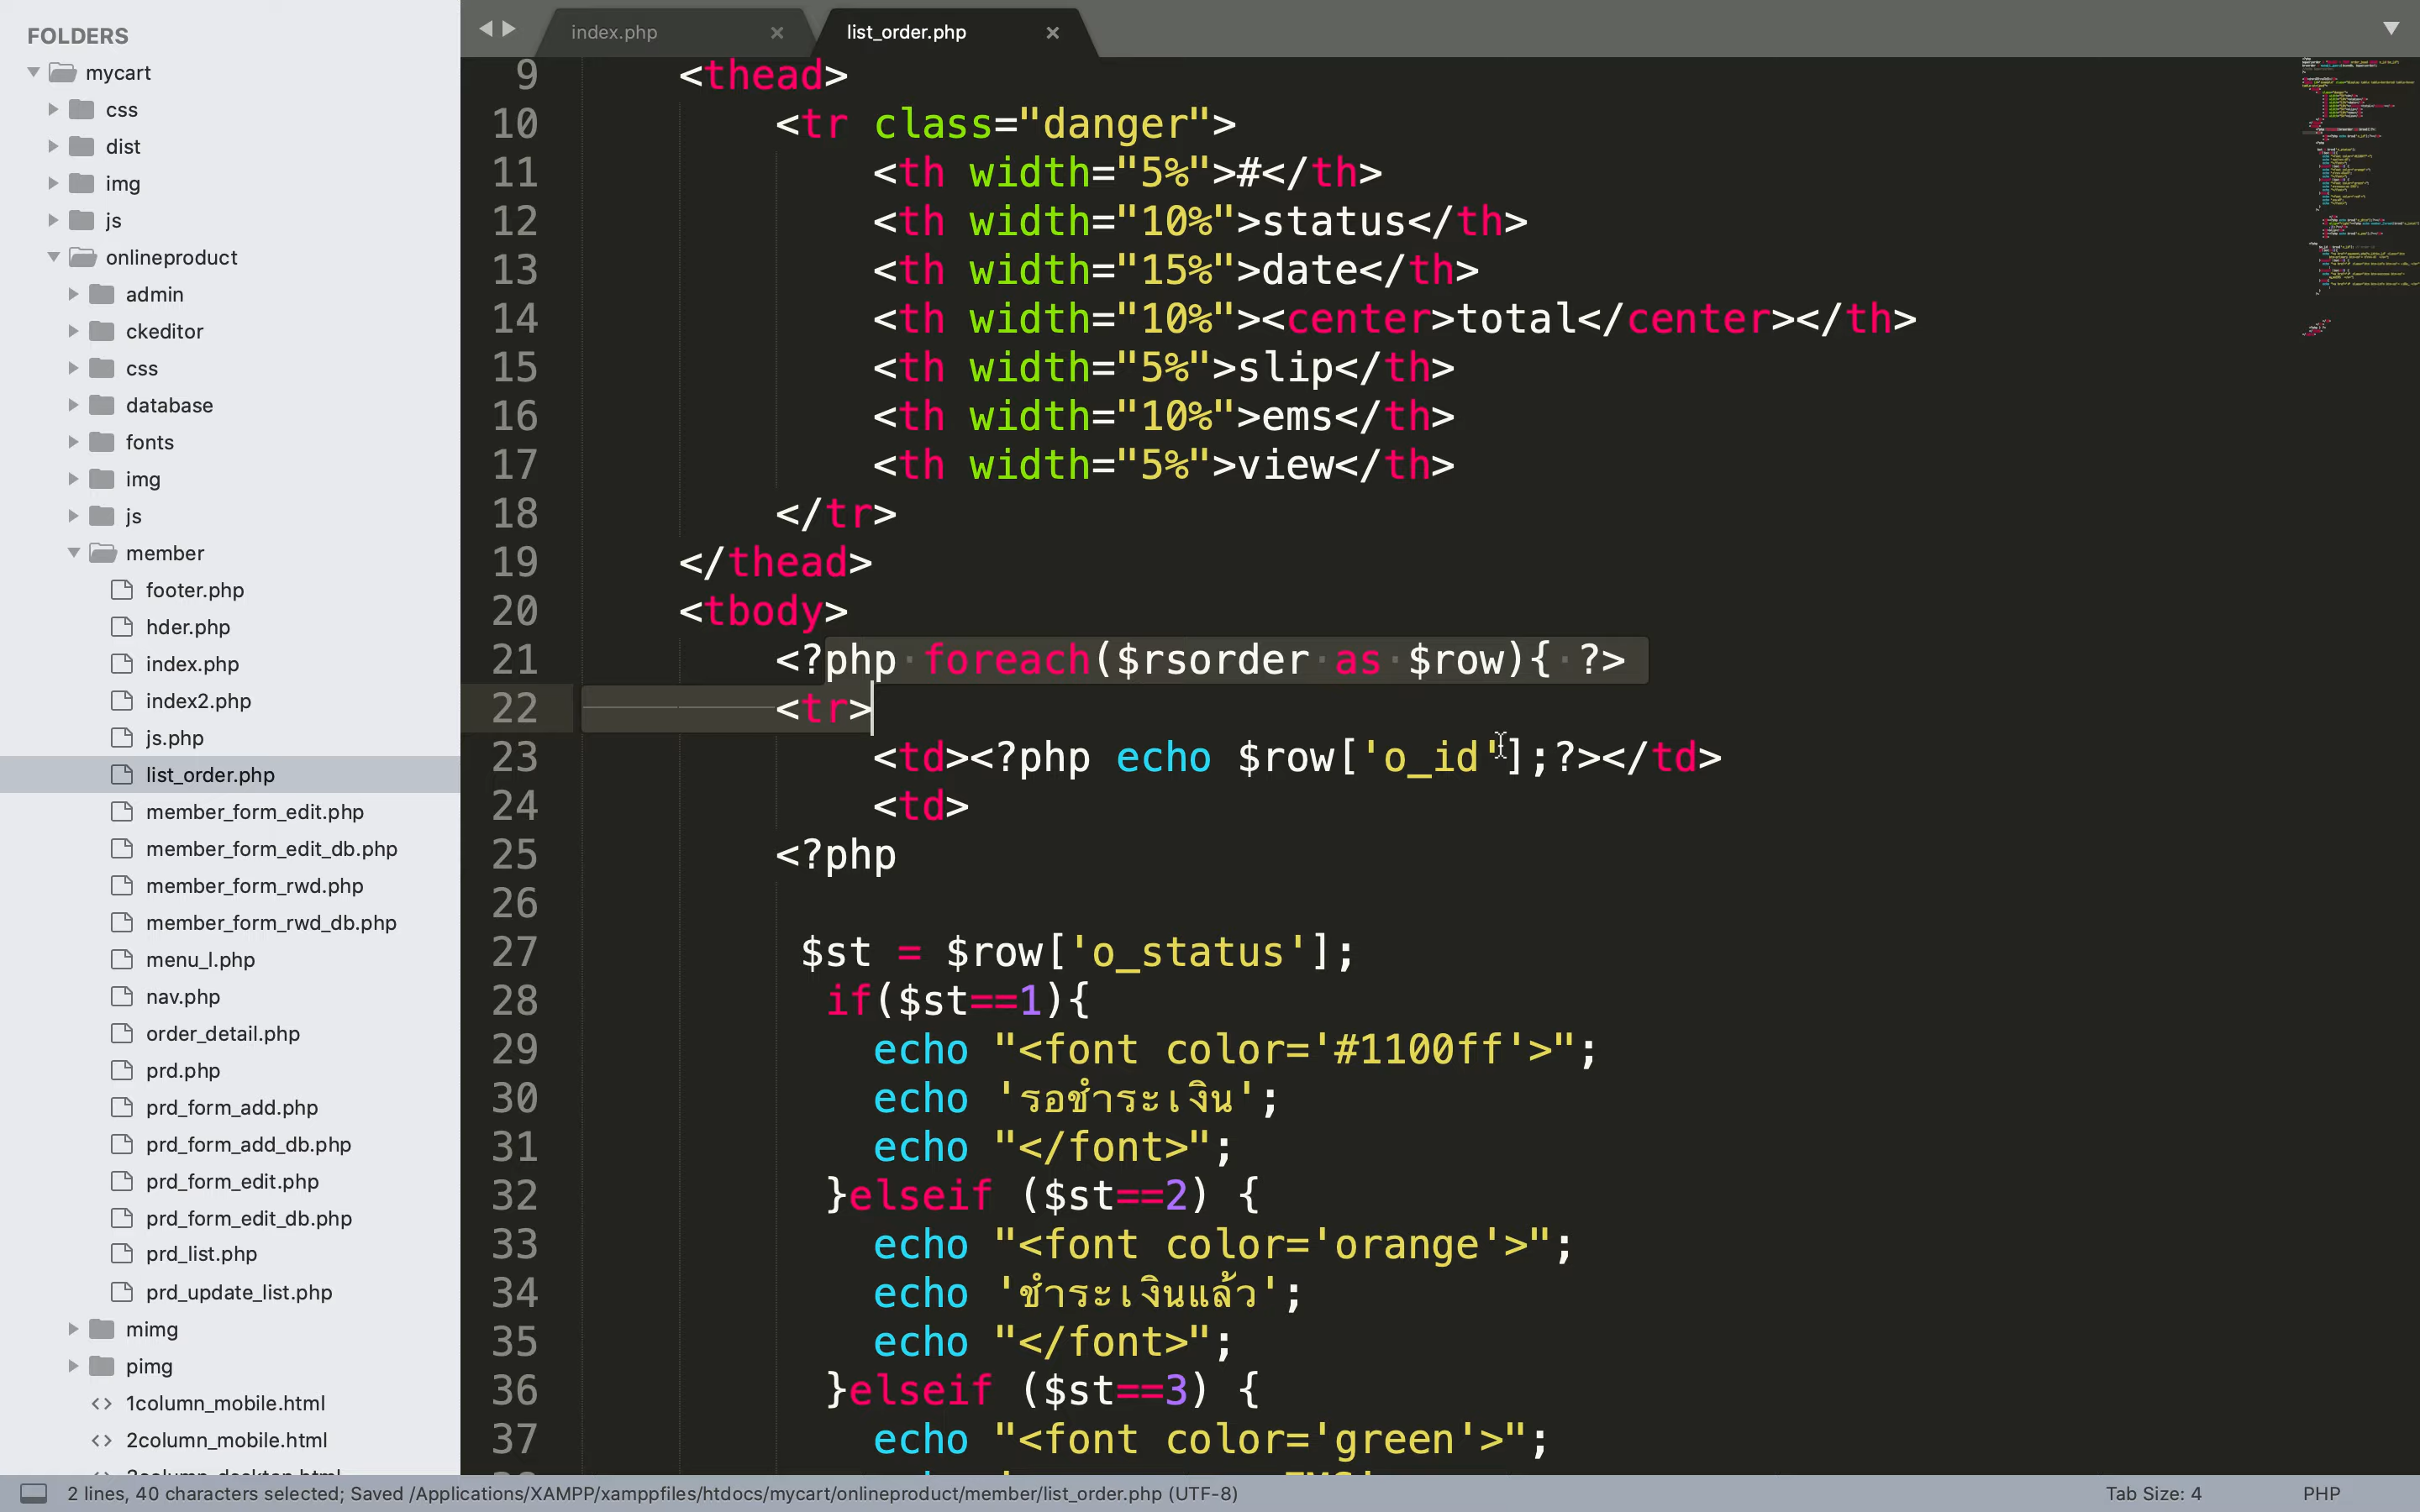 FOLDERS
mycart
css
dist
img
js
onlineproduct
admin
ckeditor
css
database
fonts
img
js
member
footer.php
hder.php
index.php
index2.php
js.php
list_order.php
member_form_edit.php
member_form_edit_db.php
member_form_rwd.php
member_form_rwd_db.php
menu_l.php
nav.php
order_detail.php
prd.php
prd_form_add.php
prd_form_add_db.php
prd_form_edit.php
prd_form_edit_db.php
prd_list.php
prd_update_list.php
mimg
pimg
1column_mobile.html
2column_mobile.html
index.php
list_order.php
9 <thead>
10 <tr class="danger">
11 <th width="5%">#</th>
12 <th width="10%">status</th>
13 <th width="15%">date</th>
14 <th width="10%"><center>total</center></th>
15 <th width="5%">slip</th>
16 <th width="10%">ems</th>
17 <th width="5%">view</th>
18 </tr>
19 </thead>
20 <tbody>
21 <?php foreach($rsorder as $row){ ?>
22 <tr>
23 <td><?php echo $row['o_id'];?></td>
24 <td>
25 <?php
26
27 $st = $row['o_status'];
28 if($st==1){
29 echo "<font color='#1100ff'>";
30 echo 'รอชำระเงิน';
31 echo "</font>";
32 }elseif ($st==2) {
33 echo "<font color='orange'>";
34 echo 'ชำระเงินแล้ว';
35 echo "</font>";
36 }elseif ($st==3) {
37 echo "<font color='green'>";
2 lines, 40 characters selected; Saved /Applications/XAMPP/xamppfiles/htdocs/mycart/onlineproduct/member/list_order.php (UTF-8)
Tab Size: 4
PHP